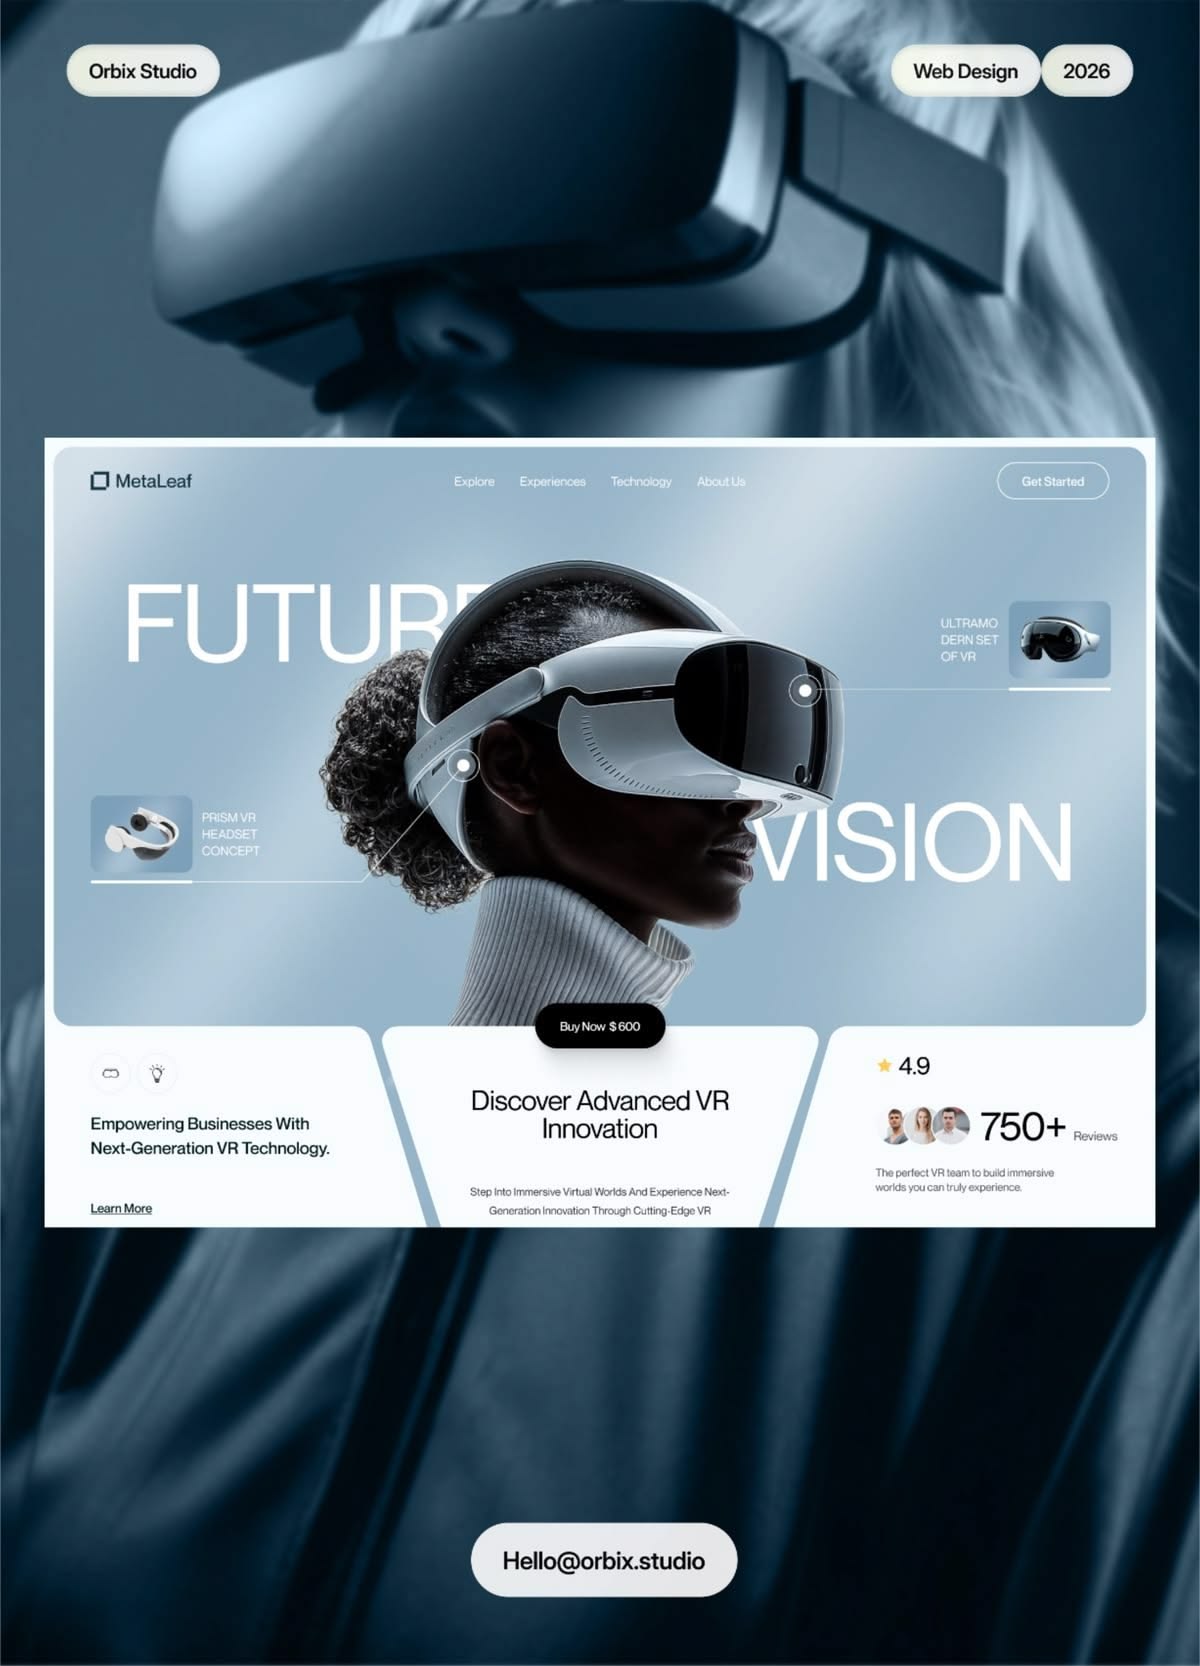 Orbix Studio
Web Design
2026
MetaLeaf
Explore
Experiences
Technology
About Us
Get Started
FUTURE
ULTRAMO
DERN SET
OF VR
PRISM VR
HEADSET
CONCEPT
VISION
Buy Now $600
Empowering Businesses With
Next-Generation VR Technology.
Learn More
Discover Advanced VR
Innovation
Step Into Immersive Virtual Worlds And Experience Next-
Generation Innovation Through Cutting-Edge VR
4.9
750+ Reviews
The perfect VR team to build immersive
worlds you can truly experience.
Hello@orbix.studio